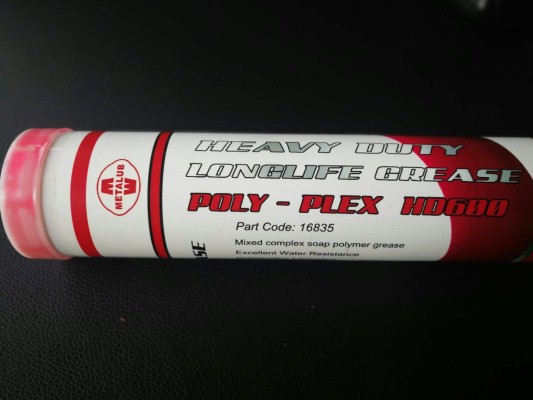 METALUB
HEAVY DUTY
LONGLIFE GREASE
POLY - PLEX HD600
Part Code: 16835
Mixed complex soap polymer grease
Excellent Water Resistance